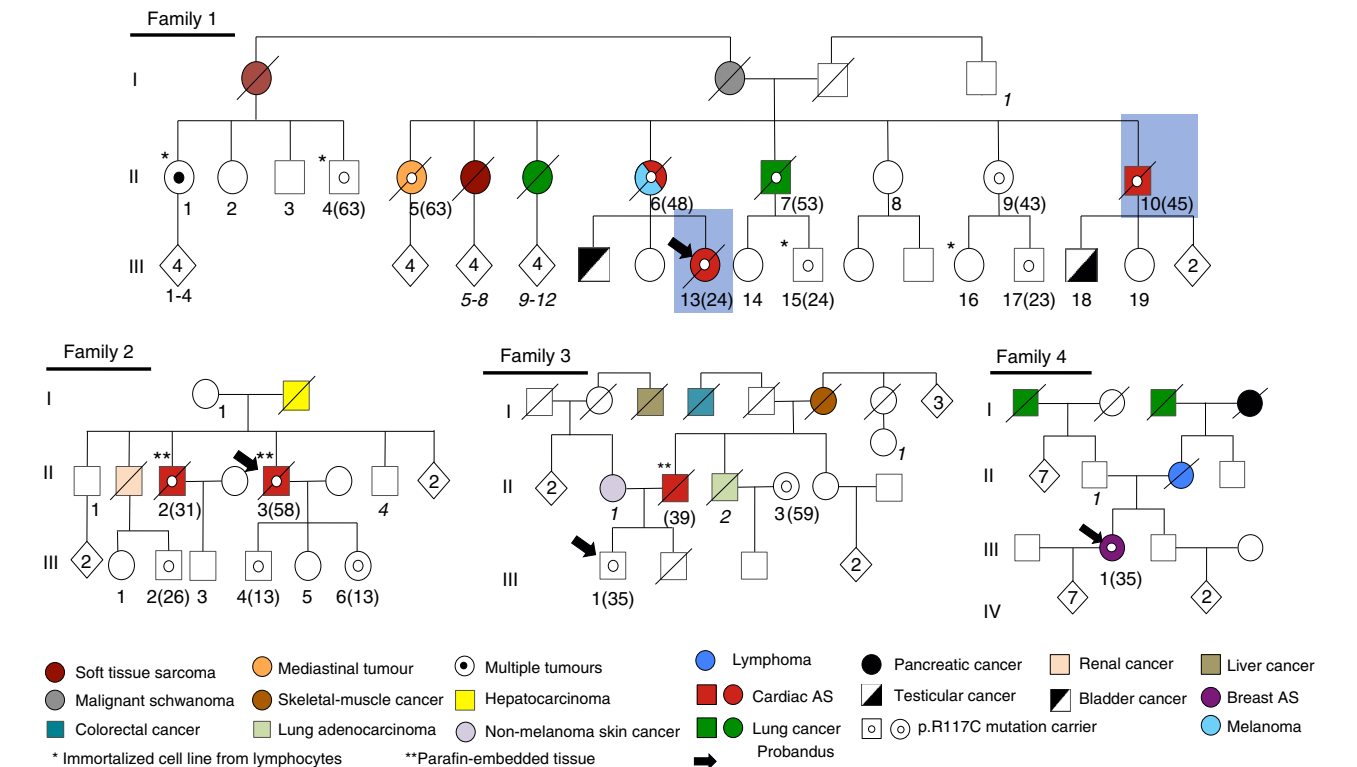 Family 1
I
1
* *
II
1 2 3 4(63) 5(63) 6(48) 7(53) 8 9(43) 10(45)
* *
III 4 4 4 4 2
1-4 5-8 9-12 13(24) 14 15(24) 16 17(23) 18 19
Family 2
I
1
** **
II 2
1 2(31) 3(58) 4
III 2
1 2(26) 3 4(13) 5 6(13)
Family 3
I 3
1
**
II 2
1 (39) 2 3(59)
2
III
1(35)
Family 4
I
II 7
1
III
1(35)
7 2
IV
Soft tissue sarcoma
Malignant schwanoma
Colorectal cancer
Mediastinal tumour
Skeletal-muscle cancer
Lung adenocarcinoma
Multiple tumours
Hepatocarcinoma
Non-melanoma skin cancer
Lymphoma
Cardiac AS
Lung cancer
Probandus
Pancreatic cancer
Testicular cancer
p.R117C mutation carrier
Renal cancer
Bladder cancer
Liver cancer
Breast AS
Melanoma
* Immortalized cell line from lymphocytes
**Parafin-embedded tissue